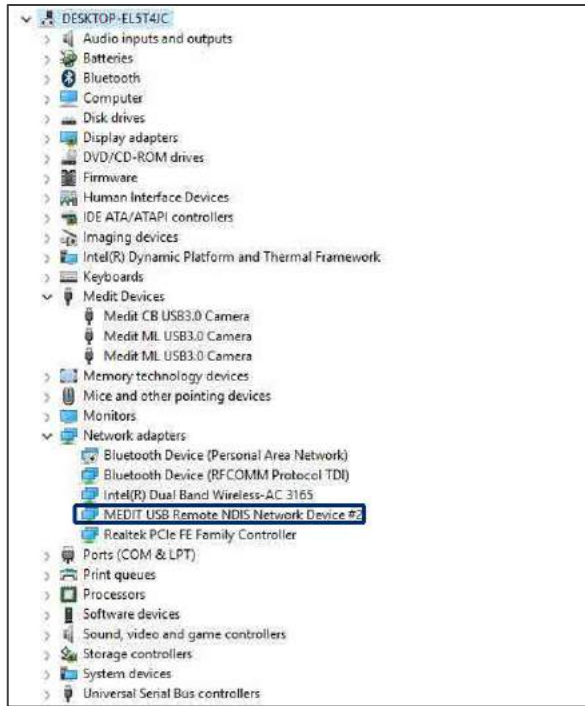 DESKTOP-EL5T4JC
Audio inputs and outputs
Batteries
Bluetooth
Computer
Disk drives
Display adapters
DVD/CD-ROM drives
Firmware
Human Interface Devices
IDE ATA/ATAPI controllers
Imaging devices
Intel(R) Dynamic Platform and Thermal Framework
Keyboards
Medit Devices
Medit CB USB3.0 Camera
Medit ML USB3.0 Camera
Medit ML USB3.0 Camera
Memory technology devices
Mice and other pointing devices
Monitors
Network adapters
Bluetooth Device (Personal Area Network)
Bluetooth Device (RFCOMM Protocol TDI)
Intel(R) Dual Band Wireless-AC 3165
MEDIT USB Remote NDIS Network Device #2
Realtek PCIe FE Family Controller
Ports (COM & LPT)
Print queues
Processors
Software devices
Sound, video and game controllers
Storage controllers
System devices
Universal Serial Bus controllers